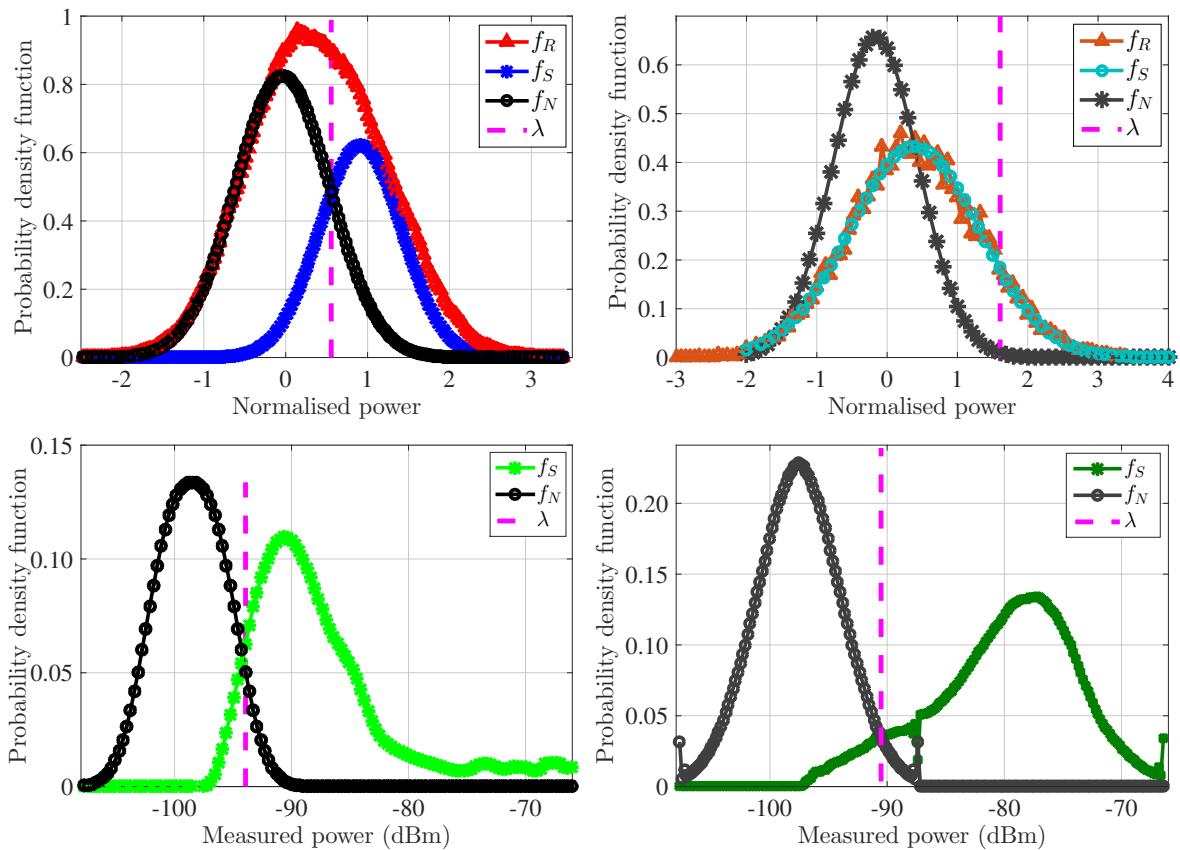 Probability density function
1
0.8
0.6
0.4
0.2
0
-2
-1
0
1
2
3
Normalised power
f_R
f_S
f_N
λ
Probability density function
0.6
0.5
0.4
0.3
0.2
0.1
0
-3
-2
-1
0
1
2
3
4
Normalised power
f_R
f_S
f_N
λ
Probability density function
0.15
0.10
0.05
0
-100
-90
-80
-70
Measured power (dBm)
f_S
f_N
λ
Probability density function
0.20
0.15
0.10
0.05
0
-100
-90
-80
-70
Measured power (dBm)
f_S
f_N
λ